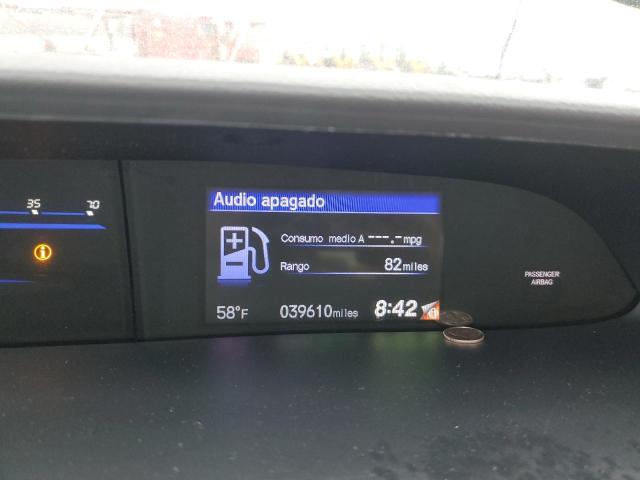 Audio apagado
35 70
Consumo medio A ---.- mpg
Rango 82 miles
PASSENGER
AIRBAG
58°F 039610 miles 8:42